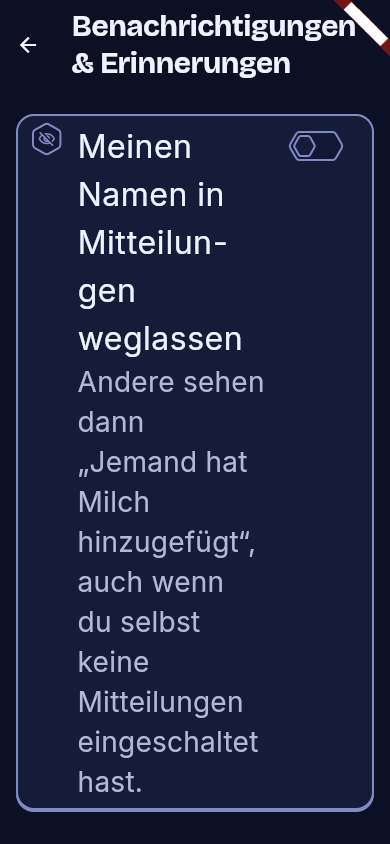 Benachrichtigungen
& Erinnerungen
Meinen
Namen in
Mitteilun-
gen
weglassen
Andere sehen
dann
„Jemand hat
Milch
hinzugefügt“,
auch wenn
du selbst
keine
Mitteilungen
eingeschaltet
hast.